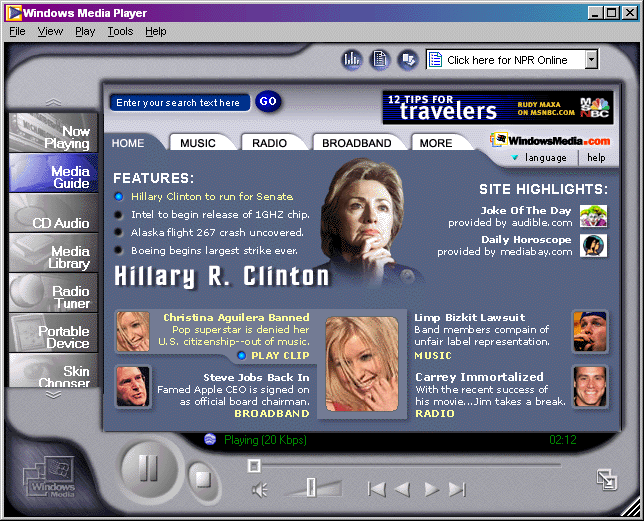 Windows Media Player
File View Play Tools Help
Click here for NPR Online
Enter your search text here GO
12 TIPS FOR
travelers
RUDY MAXA
ON MSNBC.COM
MSNBC
HOME MUSIC RADIO BROADBAND MORE
WindowsMedia.com
language help
Now
Playing
Media
Guide
CD Audio
Media
Library
Radio
Tuner
Portable
Device
Skin
Chooser
FEATURES:
Hillary Clinton to run for Senate.
Intel to begin release of 1GHZ chip.
Alaska flight 267 crash uncovered.
Boeing begins largest strike ever.
Hillary R. Clinton
SITE HIGHLIGHTS:
Joke Of The Day
provided by audible.com
Daily Horoscope
provided by mediabay.com
Christina Aguilera Banned
Pop superstar is denied her
U.S. citizenship--out of music.
PLAY CLIP
Steve Jobs Back In
Famed Apple CEO is signed on
as official board chairman.
BROADBAND
Limp Bizkit Lawsuit
Band members compain of
unfair label representation.
MUSIC
Carrey Immortalized
With the recent success of
his movie...Jim takes a break.
RADIO
Playing (20 Kbps) 02:12
Windows
Media